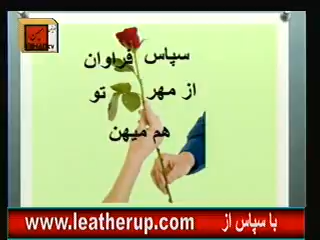 سپاس فراوان
از مهر تو
هم میهن
با سپاس از www.leatherup.com